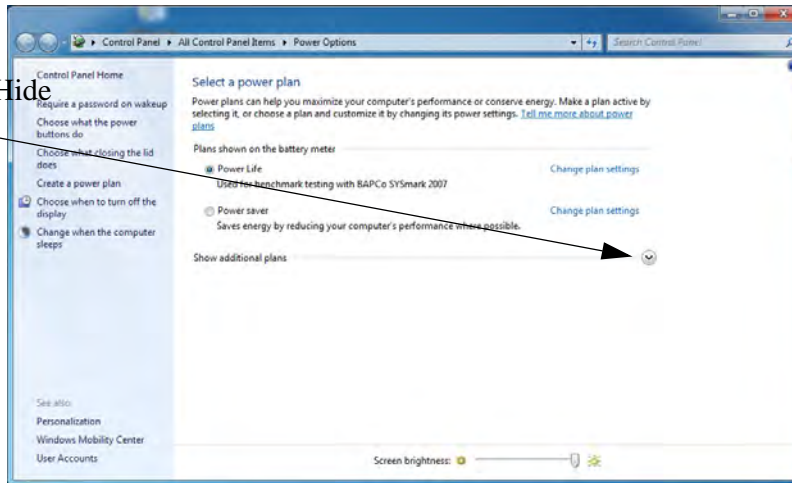 Control Panel ▸ All Control Panel Items ▸ Power Options
Search Control Panel
Hide
Control Panel Home
Require a password on wakeup
Choose what the power
buttons do
Choose what closing the lid
does
Create a power plan
Choose when to turn off the
display
Change when the computer
sleeps
See also
Personalization
Windows Mobility Center
User Accounts
Select a power plan
Power plans can help you maximize your computer's performance or conserve energy. Make a plan active by
selecting it, or choose a plan and customize it by changing its power settings. Tell me more about power
plans
Plans shown on the battery meter
Power Life
Change plan settings
Used for benchmark testing with BAPCo SYSmark 2007
Power saver
Change plan settings
Saves energy by reducing your computer's performance where possible.
Show additional plans
Screen brightness: